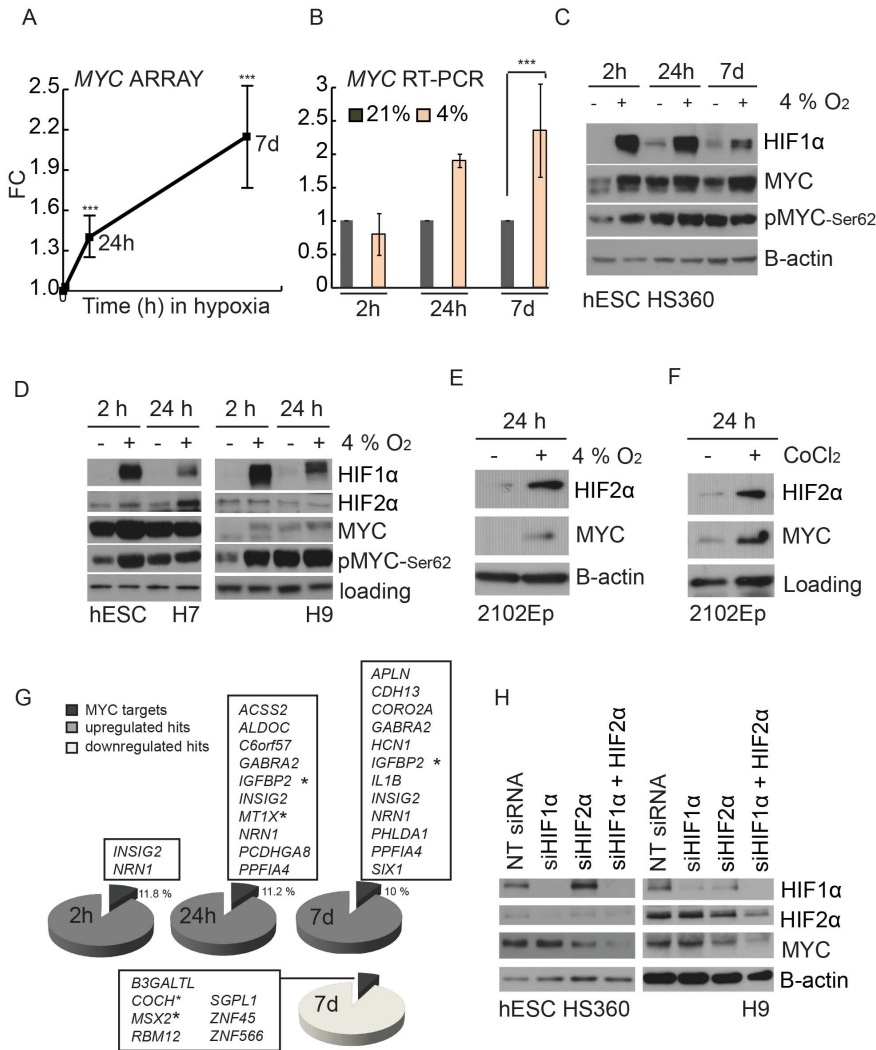 A
MYC ARRAY
***
2.5
2.2
1.9
1.6
1.3
1.0
FC
***
24h
7d
0
Time (h) in hypoxia
B
MYC RT-PCR
***
21% 4%
3
2.5
2
1.5
1
0.5
0
2h 24h 7d
C
2h 24h 7d
- + - + - + 4 % O2
HIF1α
MYC
pMYC-Ser62
B-actin
hESC HS360
D
2 h 24 h 2 h 24 h
- + - + - + - + 4 % O2
HIF1α
HIF2α
MYC
pMYC-Ser62
loading
hESC H7 H9
E
24 h
- + 4 % O2
HIF2α
MYC
B-actin
2102Ep
F
24 h
- + CoCl2
HIF2α
MYC
Loading
2102Ep
G
MYC targets
upregulated hits
downregulated hits
INSIG2
NRN1
11.8 %
2h
ACSS2
ALDOC
C6orf57
GABRA2
IGFBP2 *
INSIG2
MT1X*
NRN1
PCDHGA8
PPFIA4
11.2 %
24h
APLN
CDH13
CORO2A
GABRA2
HCN1
IGFBP2 *
IL1B
INSIG2
NRN1
PHLDA1
PPFIA4
SIX1
10 %
7d
B3GALTL
COCH* SGPL1
MSX2* ZNF45
RBM12 ZNF566
7d
H
NT siRNA
siHIF1α
siHIF2α
siHIF1α + HIF2α
NT siRNA
siHIF1α
siHIF2α
siHIF1α + HIF2α
HIF1α
HIF2α
MYC
B-actin
hESC HS360 H9